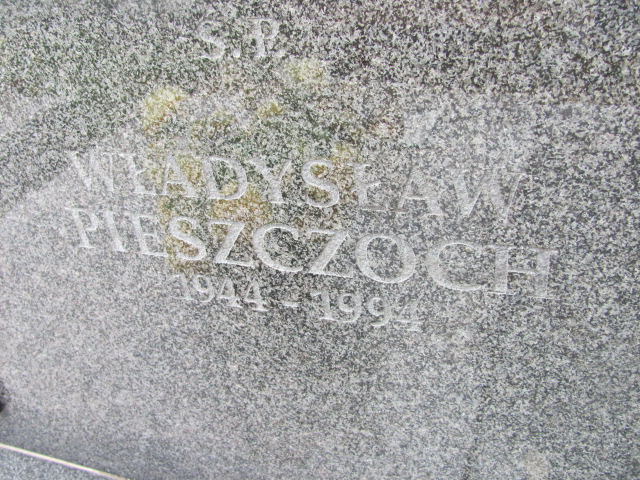 Ś.P.
WŁADYSŁAW
PIESZCZOCH
1944 - 1994